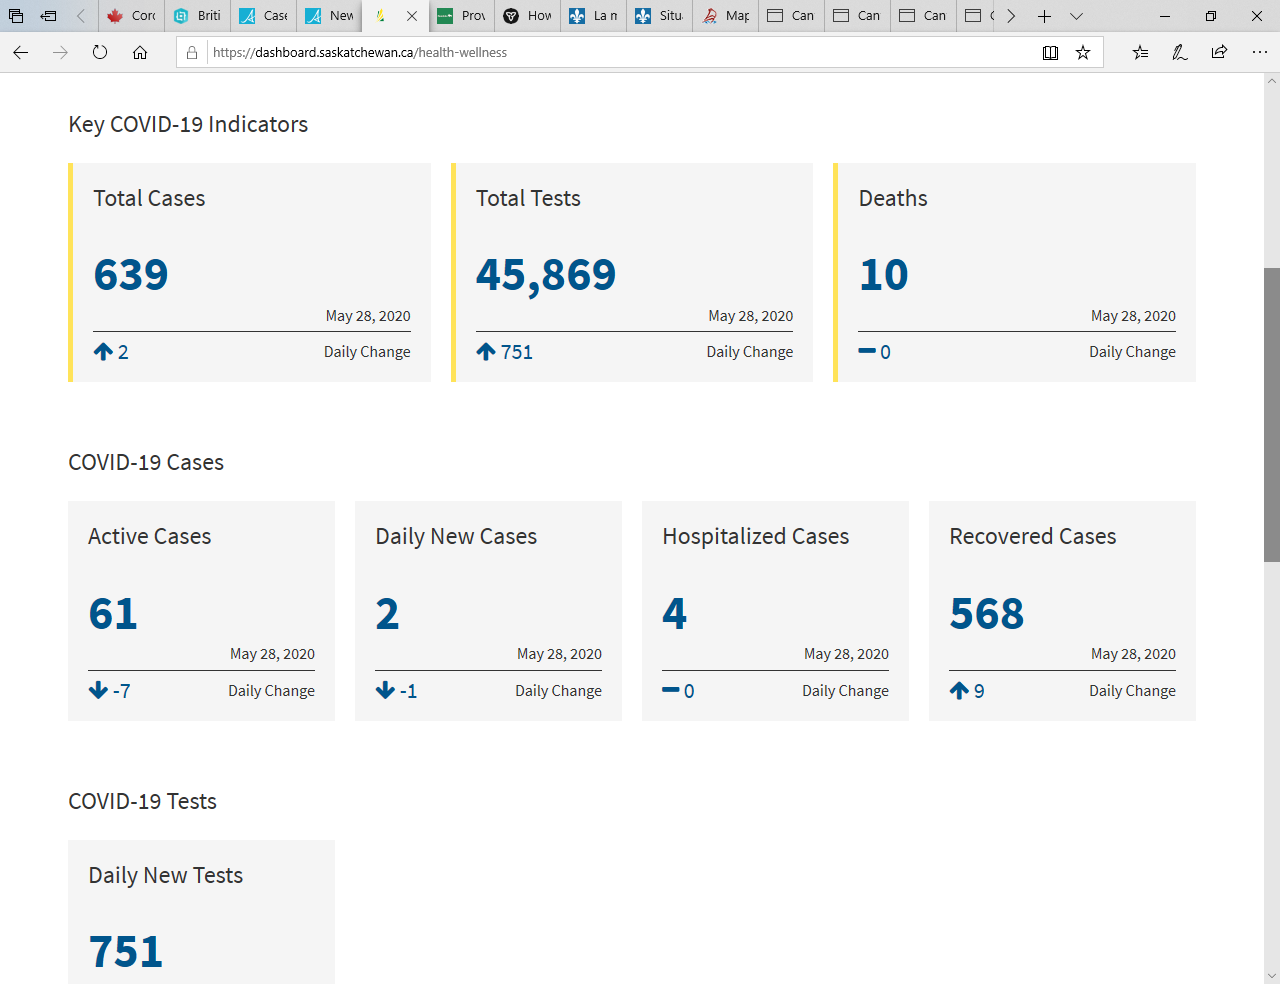 Coro
Briti
Case
New
Prov
How
La m
Situ
Map
Can
Can
Can
https://dashboard.saskatchewan.ca/health-wellness
Key COVID-19 Indicators
Total Cases
639
May 28, 2020
2 Daily Change
Total Tests
45,869
May 28, 2020
751 Daily Change
Deaths
10
May 28, 2020
0 Daily Change
COVID-19 Cases
Active Cases
61
May 28, 2020
-7 Daily Change
Daily New Cases
2
May 28, 2020
-1 Daily Change
Hospitalized Cases
4
May 28, 2020
0 Daily Change
Recovered Cases
568
May 28, 2020
9 Daily Change
COVID-19 Tests
Daily New Tests
751